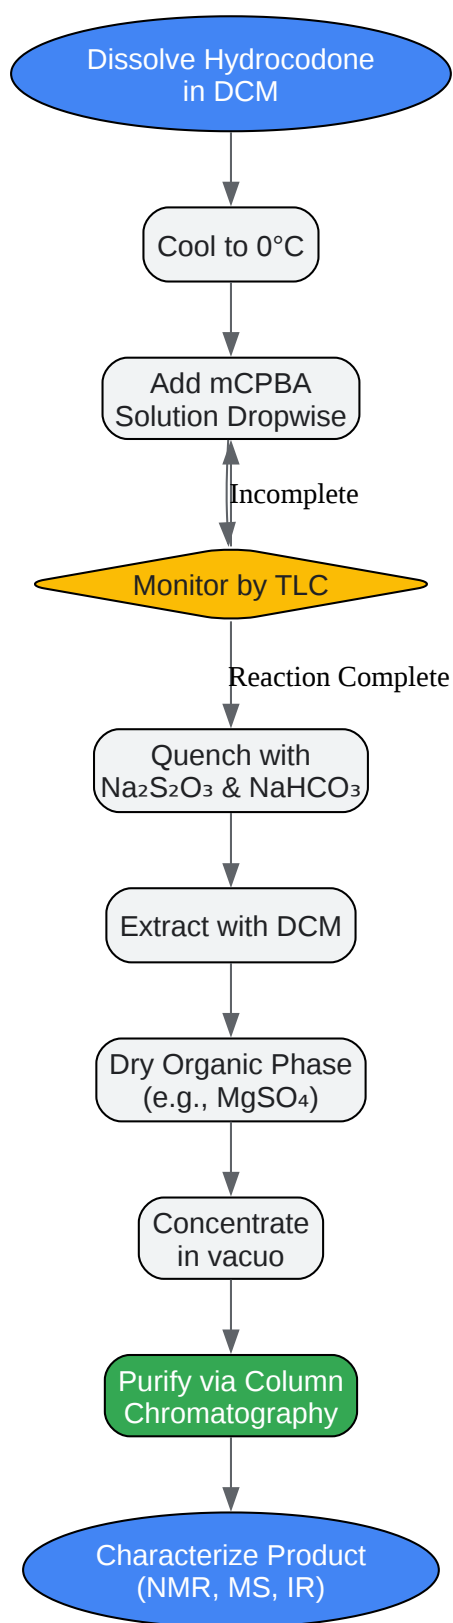 Dissolve Hydrocodone
in DCM
Cool to 0°C
Add mCPBA
Solution Dropwise
Incomplete
Monitor by TLC
Reaction Complete
Quench with
Na₂S₂O₃ & NaHCO₃
Extract with DCM
Dry Organic Phase
(e.g., MgSO₄)
Concentrate
in vacuo
Purify via Column
Chromatography
Characterize Product
(NMR, MS, IR)